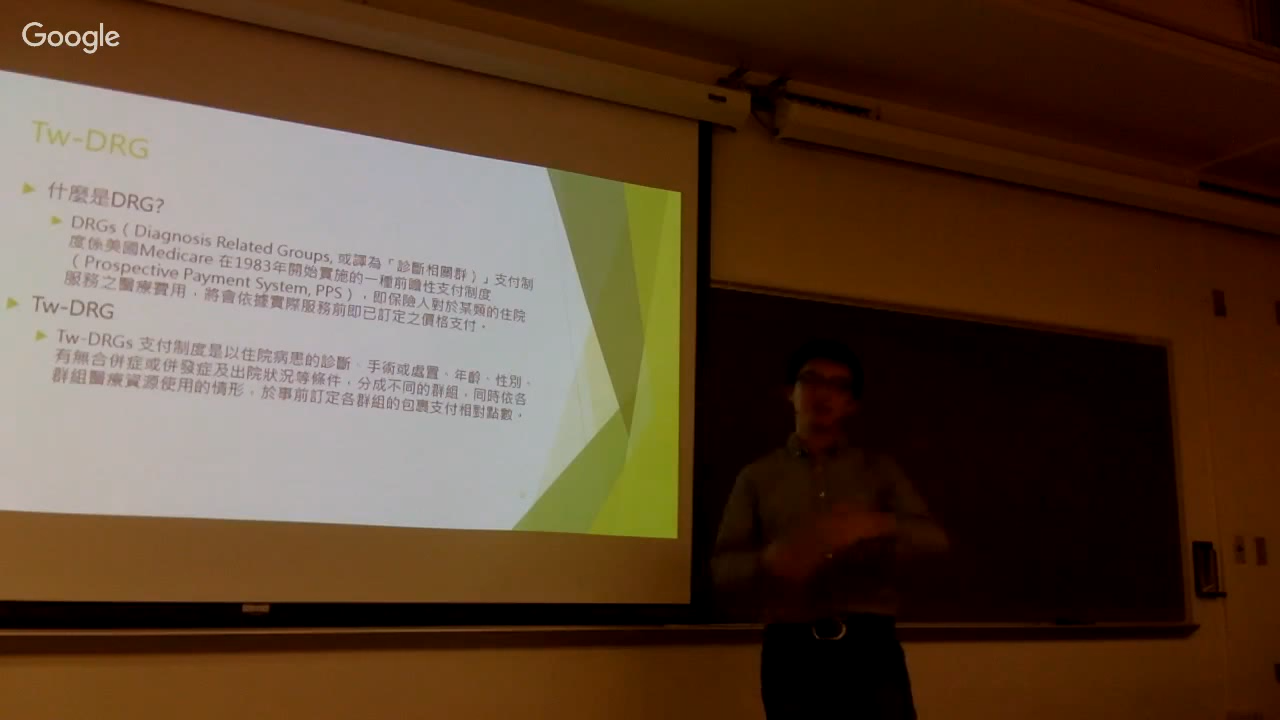 Google
Tw-DRG
什麼是DRG?
DRGs（Diagnosis Related Groups, 或譯為「診斷相關群）」支付制
度係美國Medicare 在1983年開始實施的一種前瞻性支付制度
（Prospective Payment System, PPS），即保險人對於某類的住院
服務之醫療費用，將會依據實際服務前即已訂定之價格支付。
Tw-DRG
Tw-DRGs 支付制度是以住院病患的診斷、手術或處置、年齡、性別、
有無合併症或併發症及出院狀況等條件，分成不同的群組，同時依各
群組醫療資源使用的情形，於事前訂定各群組的包裹支付相對點數。